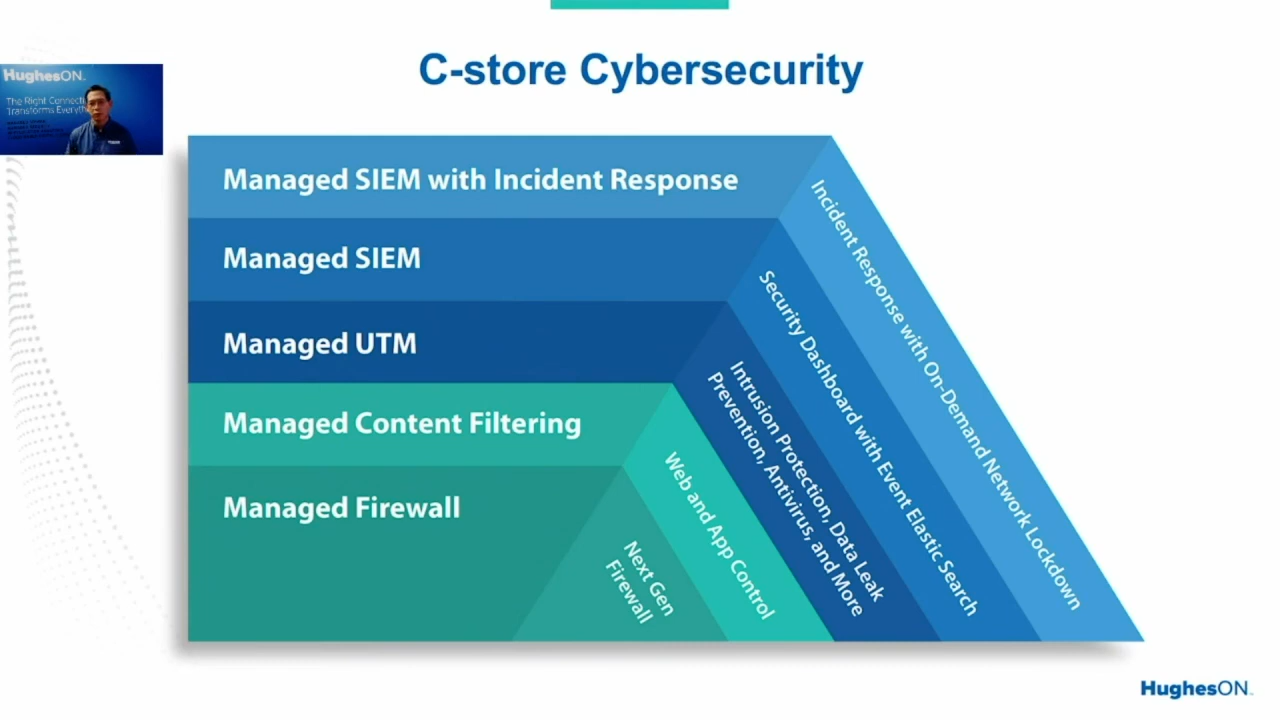 C-store Cybersecurity
HughesON
The Right Connecti
Transforms Everyth
Managed SIEM with Incident Response
Managed SIEM
Managed UTM
Managed Content Filtering
Managed Firewall
Incident Response with On-Demand Network Lockdown
Security Dashboard with Event Elastic Search
Intrusion Protection, Data Leak
Prevention, Antivirus, and More
Web and App Control
Next Gen
Firewall
HughesON